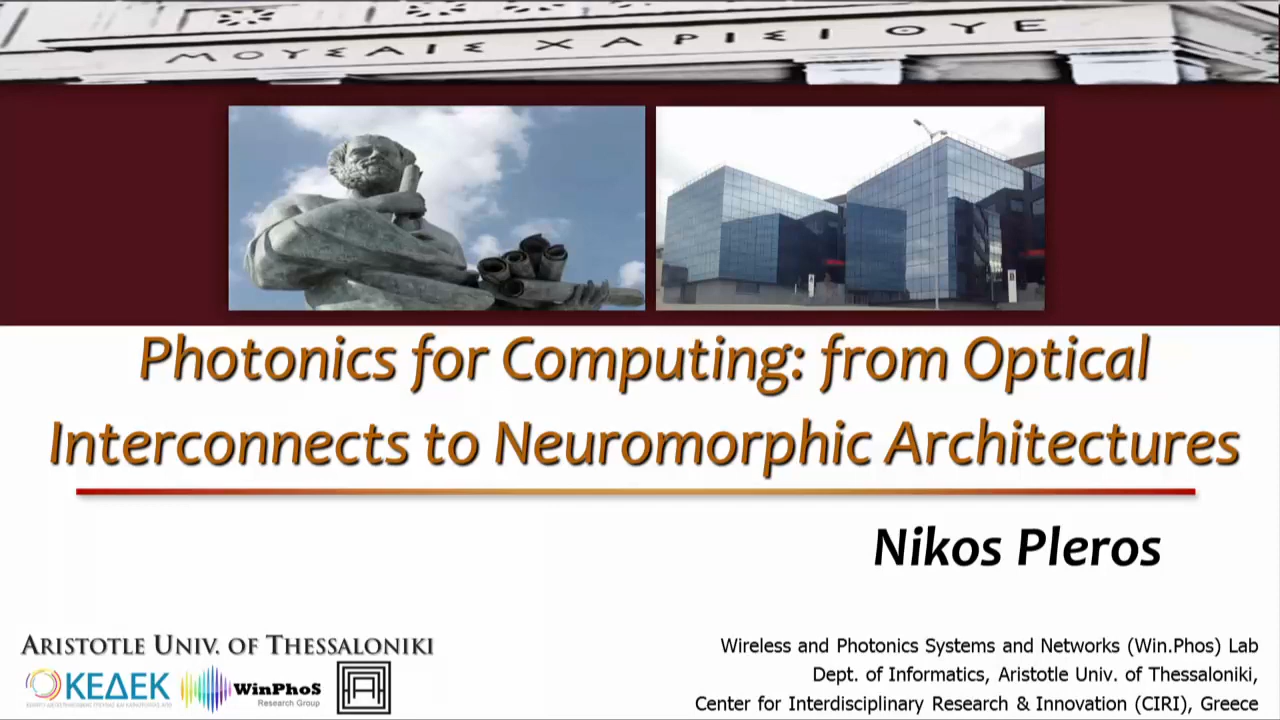 ΜΟΥΣΑΙΣ ΧΑΡΙΣΙ ΘΥΕ
Photonics for Computing: from Optical
Interconnects to Neuromorphic Architectures
Nikos Pleros
ARISTOTLE UNIV. OF THESSALONIKI
ΚΕΔΕΚ
WinPhoS
Research Group
Wireless and Photonics Systems and Networks (Win.Phos) Lab
Dept. of Informatics, Aristotle Univ. of Thessaloniki,
Center for Interdisciplinary Research & Innovation (CIRI), Greece